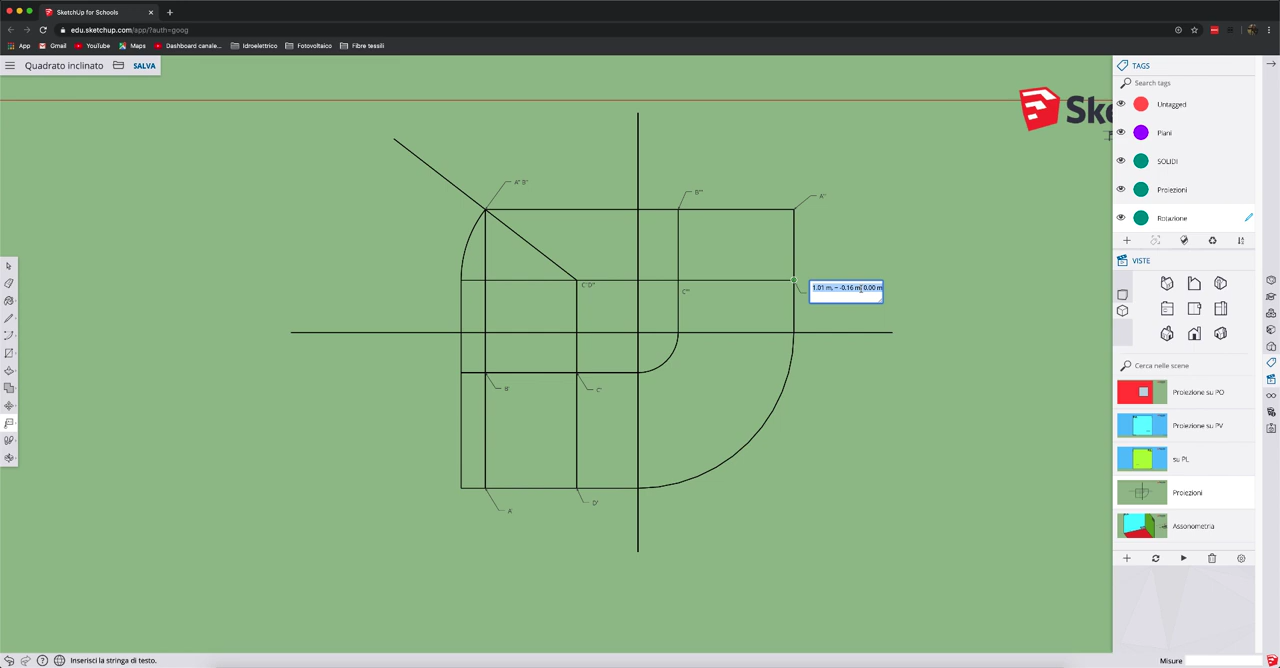 SketchUp for Schools
edu.sketchup.com/app/?auth=goog
App Gmail YouTube Maps Dashboard canale... Idroelettrico Fotovoltaico Fibre tessili
Quadrato inclinato SALVA
TAGS
Search tags
Untagged
Piani
SOLIDI
Proiezioni
Rotazione
VISTE
Cerca nelle scene
Proiezione su PO
Proiezione su PV
su PL
Proiezioni
Assonometria
Ske
A'' B''
B'''
A'''
C' D''
C'''
1.01 m, ~ -0.16 m, 0.00 m
B'
C'
A'
D'
Inserisci la stringa di testo.
Misure